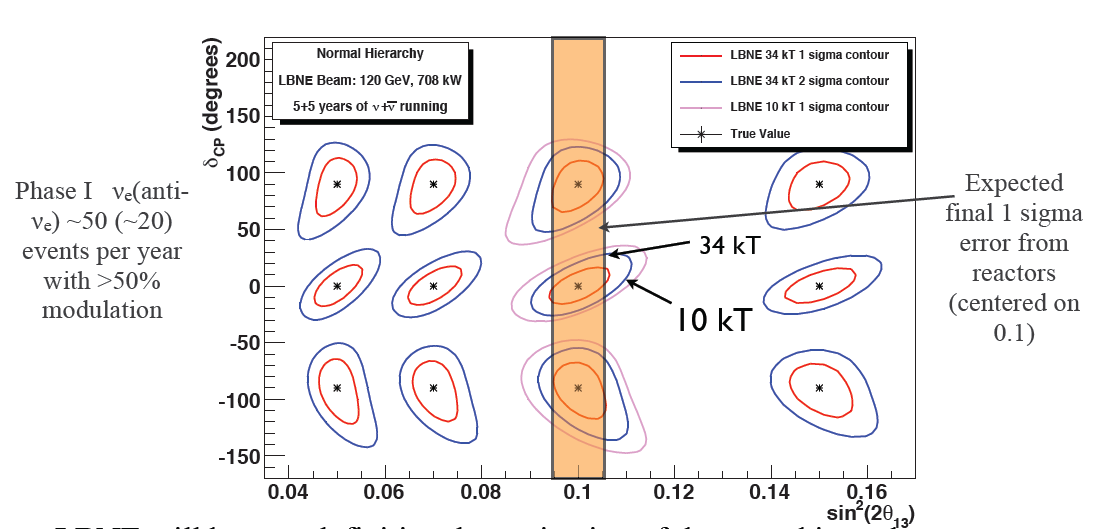 Normal Hierarchy
LBNE Beam: 120 GeV, 708 kW
5+5 years of ν+ν̅ running
LBNE 34 kT 1 sigma contour
LBNE 34 kT 2 sigma contour
LBNE 10 kT 1 sigma contour
True Value
δCP (degrees)
200
150
100
50
0
-50
-100
-150
0.04
0.06
0.08
0.1
0.12
0.14
0.16
sin²(2θ₁₃)
34 kT
10 kT
Phase I νₑ(anti-
νₑ) ~50 (~20)
events per year
with >50%
modulation
Expected
final 1 sigma
error from
reactors
(centered on
0.1)